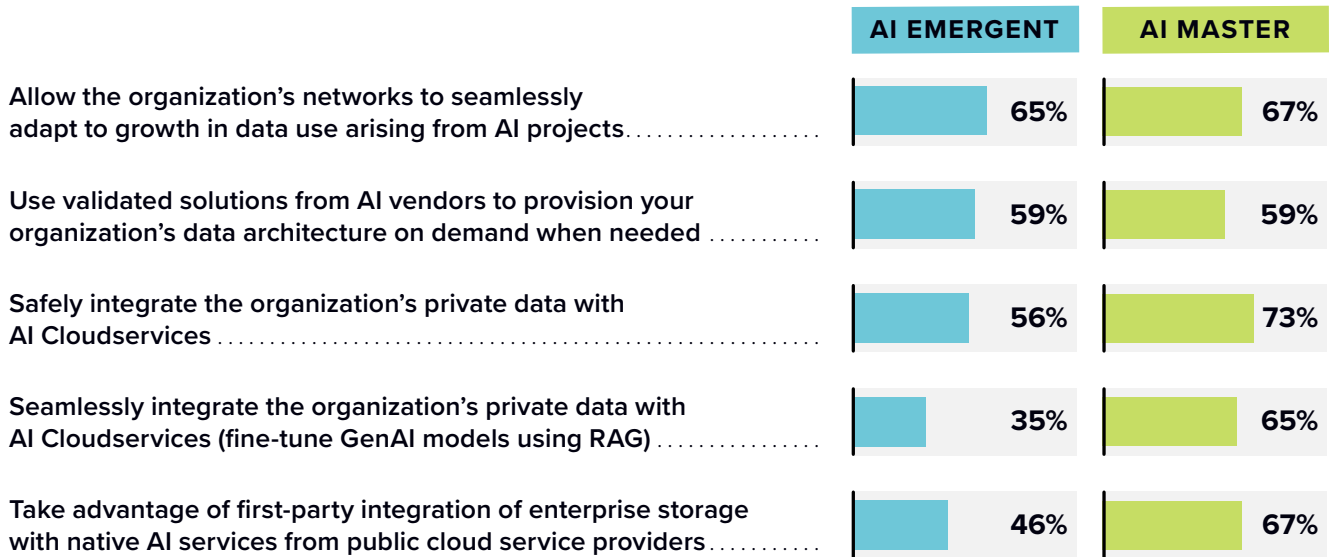 AI EMERGENT AI MASTER
Allow the organization's networks to seamlessly
adapt to growth in data use arising from AI projects.................. 65% 67%
Use validated solutions from AI vendors to provision your
organization's data architecture on demand when needed ........... 59% 59%
Safely integrate the organization's private data with
AI Cloudservices .......................................................... 56% 73%
Seamlessly integrate the organization's private data with
AI Cloudservices (fine-tune GenAI models using RAG) ................ 35% 65%
Take advantage of first-party integration of enterprise storage
with native AI services from public cloud service providers........... 46% 67%